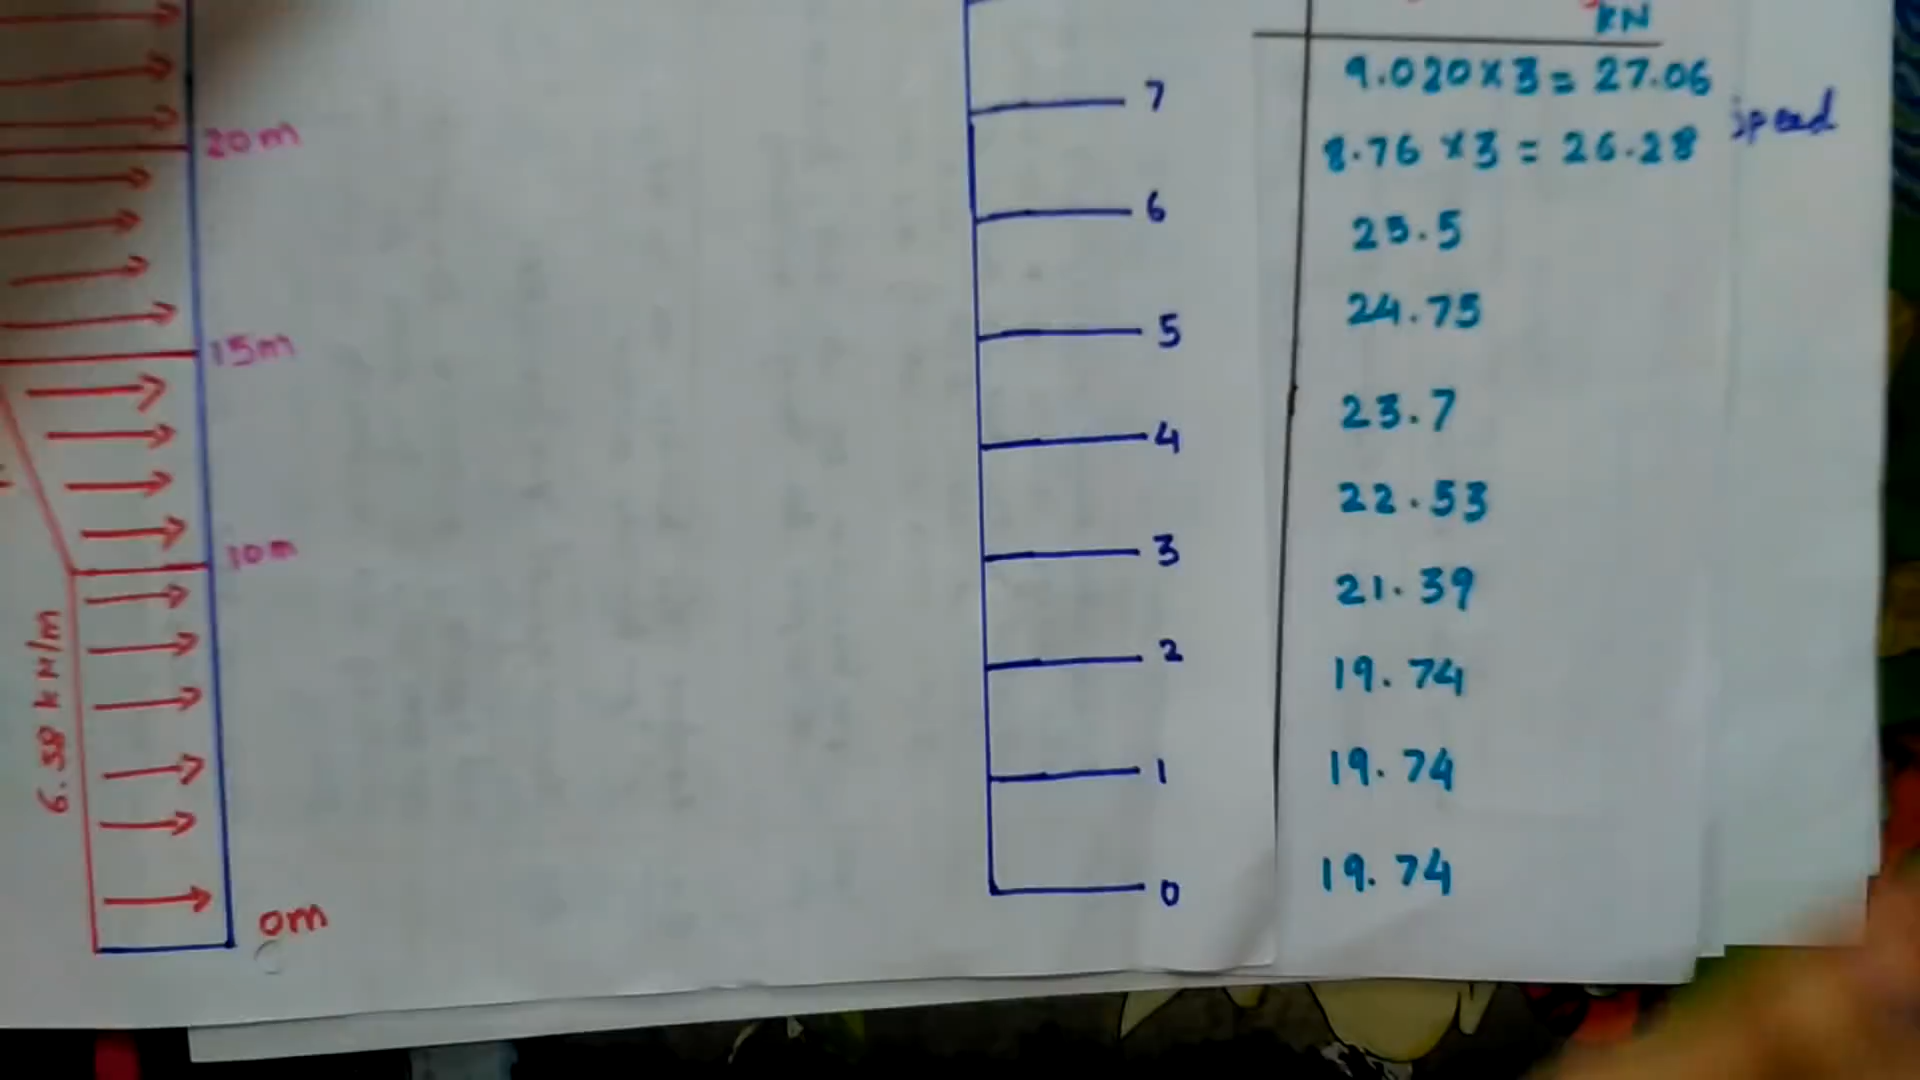 KN
9.020×3 = 27.06
7
8.76 ×3 = 26.28
20m
6
25.5
15m
5
24.75
4
23.7
10m
3
22.53
6.58 kN/m
2
21.39
19.74
1
19.74
0
19.74
0m